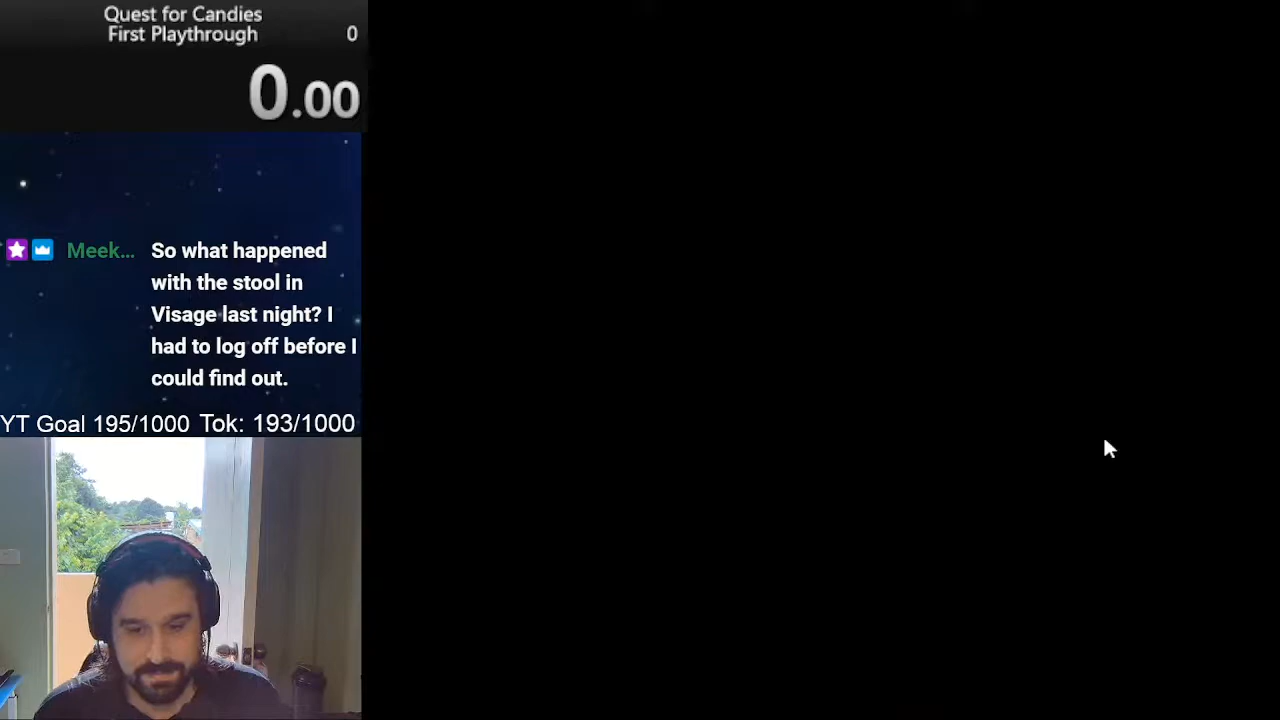 Quest for Candies
First Playthrough 0
0.00
Meek... So what happened
with the stool in
Visage last night? I
had to log off before I
could find out.
YT Goal 195/1000 Tok: 193/1000